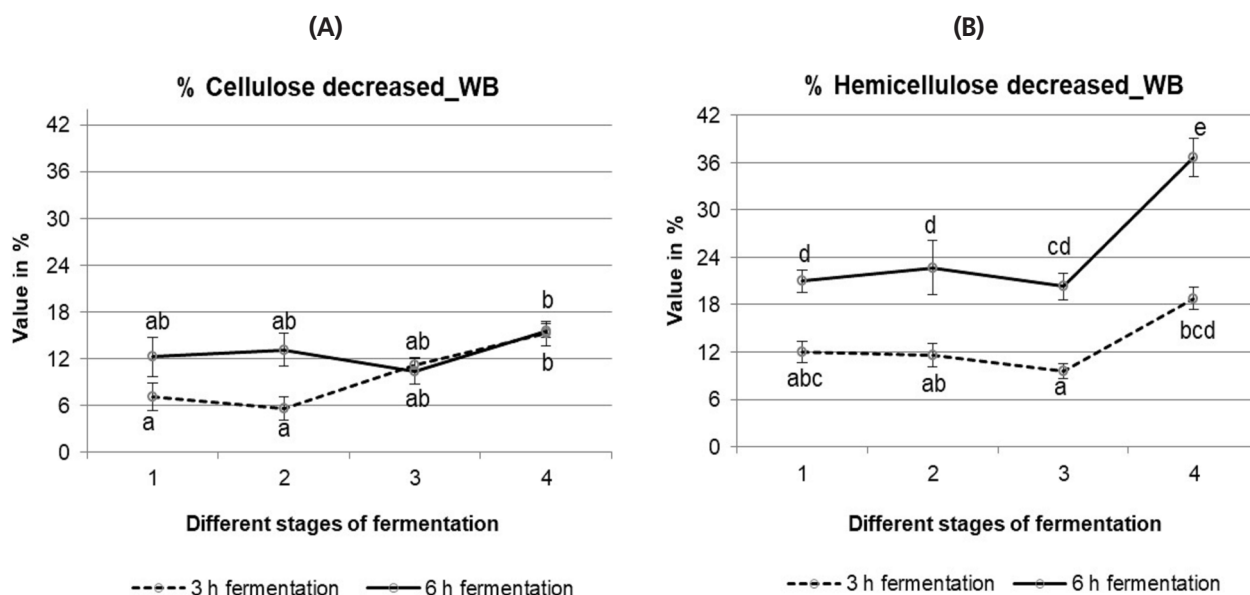 (A)
% Cellulose decreased_WB
Value in %
42
36
30
24
18
12
6
0
ab
ab
ab
b
a
a
ab
b
1 2 3 4
Different stages of fermentation
3 h fermentation 6 h fermentation
(B)
% Hemicellulose decreased_WB
Value in %
42
36
30
24
18
12
6
0
d
d
cd
e
abc
ab
a
bcd
1 2 3 4
Different stages of fermentation
3 h fermentation 6 h fermentation